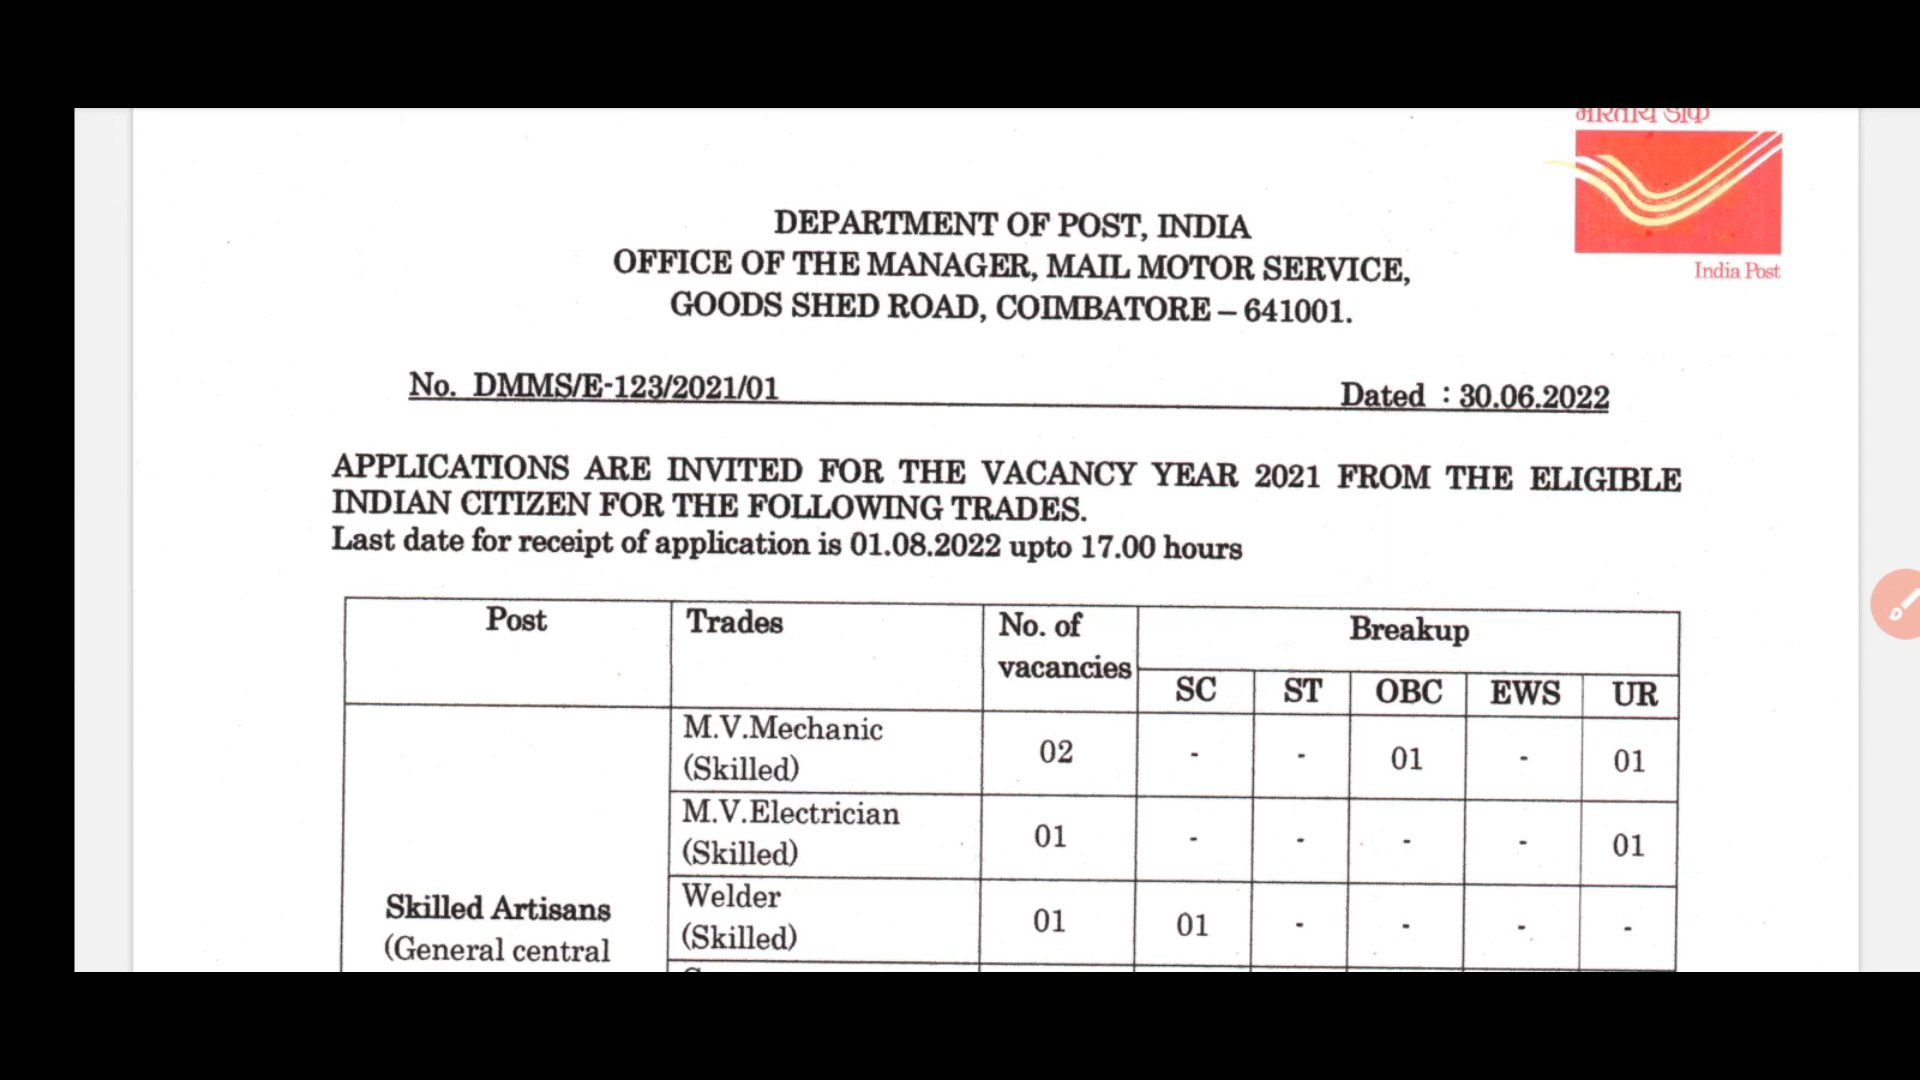 भारतीय डाक
India Post
DEPARTMENT OF POST, INDIA
OFFICE OF THE MANAGER, MAIL MOTOR SERVICE,
GOODS SHED ROAD, COIMBATORE – 641001.
No. DMMS/E-123/2021/01 Dated : 30.06.2022
APPLICATIONS ARE INVITED FOR THE VACANCY YEAR 2021 FROM THE ELIGIBLE
INDIAN CITIZEN FOR THE FOLLOWING TRADES.
Last date for receipt of application is 01.08.2022 upto 17.00 hours
Post Trades No. of vacancies Breakup
SC ST OBC EWS UR
M.V.Mechanic
(Skilled) 02 - - 01 - 01
M.V.Electrician
(Skilled) 01 - - - - 01
Welder
(Skilled) 01 01 - - - -
Skilled Artisans
(General central